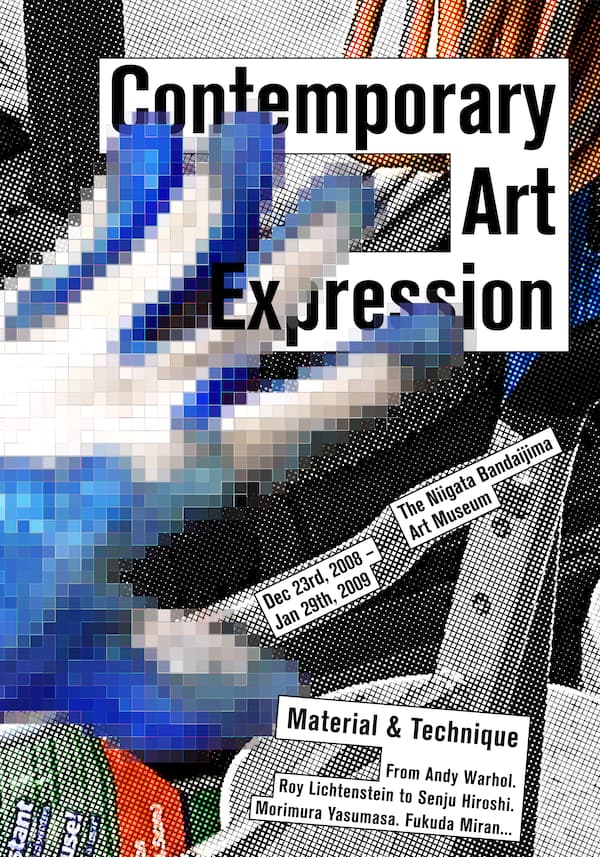 Contemporary
Art
Expression
The Niigata Bandaijima
Art Museum
Dec 23rd, 2008 –
Jan 29th, 2009
Material & Technique
From Andy Warhol.
Roy Lichtenstein to Senju Hiroshi.
Morimura Yasumasa. Fukuda Miran...